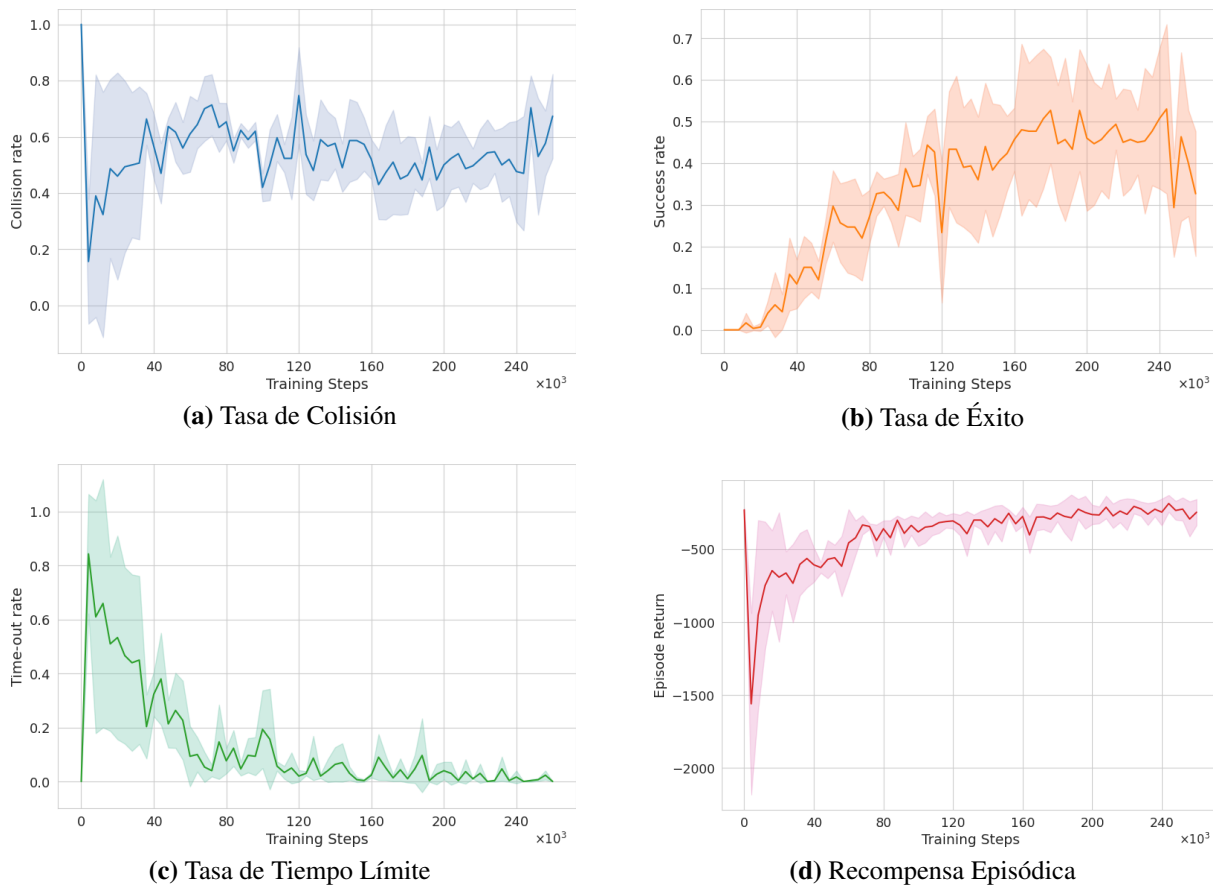 1.0
0.8
0.6
0.4
0.2
0.0
Collision rate
0 40 80 120 160 200 240
×10³
Training Steps
(a) Tasa de Colisión
0.7
0.6
0.5
0.4
0.3
0.2
0.1
0.0
Success rate
0 40 80 120 160 200 240
×10³
Training Steps
(b) Tasa de Éxito
1.0
0.8
0.6
0.4
0.2
0.0
Time-out rate
0 40 80 120 160 200 240
×10³
Training Steps
(c) Tasa de Tiempo Límite
−500
−1000
−1500
−2000
Episode Return
0 40 80 120 160 200 240
×10³
Training Steps
(d) Recompensa Episódica